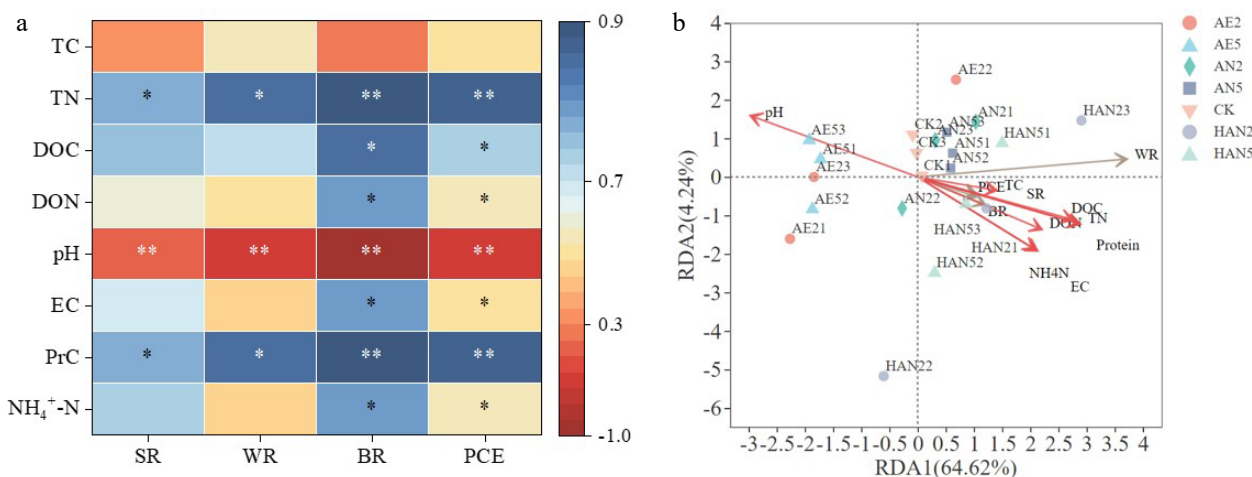 a
TC
TN
DOC
DON
pH
EC
PrC
NH₄⁺-N
* * ** **
* *
* *
** ** ** **
* *
* * ** **
* *
SR WR BR PCE
0.9
0.7
0.3
-1.0
b
RDA2(4.24%)
4
3
2
1
0
-1
-2
-3
-4
-5
-6
-3 -2.5 -2 -1.5 -1 -0.5 0 0.5 1 1.5 2 2.5 3 3.5 4
RDA1(64.62%)
AE22
pH
AE53
AE51
AE23
AE52
AE21
CK2
CK3
CK1
AN21
AN53
AN23
AN51
AN52
HAN51
HAN23
WR
PCE
TC
SR
BR
DOC
TN
DON
Protein
AN22
HAN53
HAN21
HAN52
NH4N
EC
HAN22
AE2
AE5
AN2
AN5
CK
HAN2
HAN5